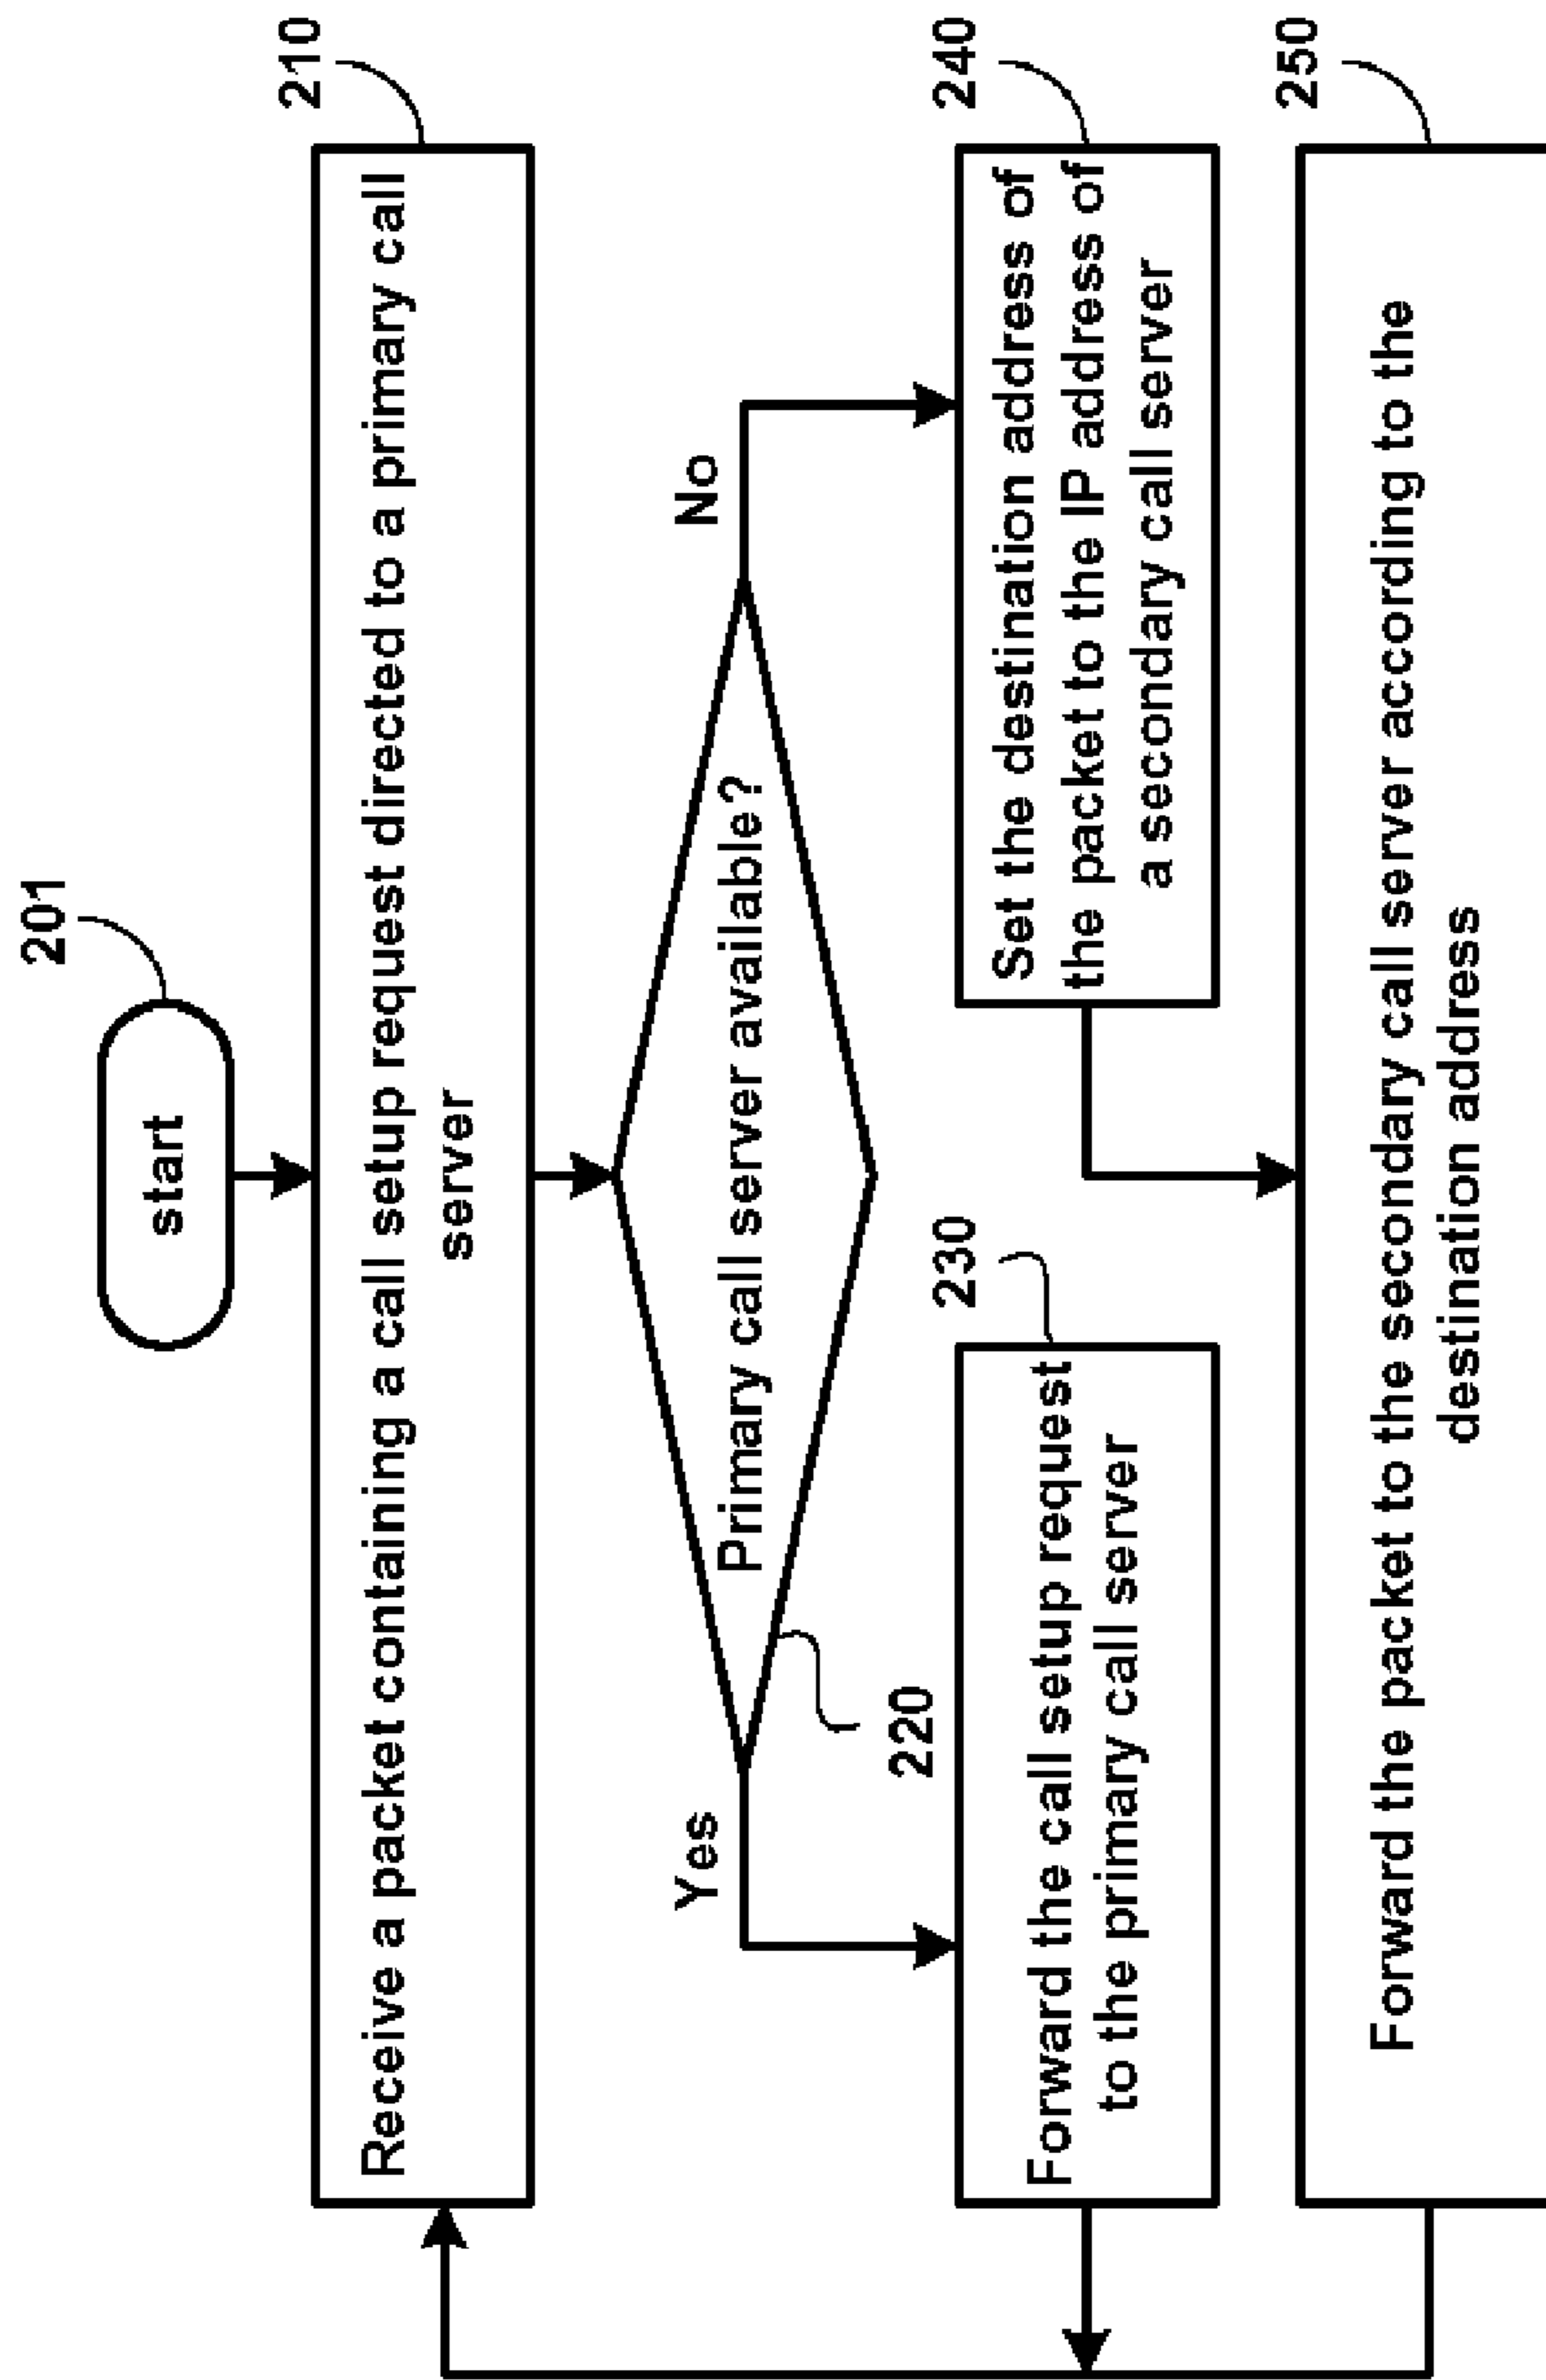 201
start
210
Receive a packet containing a call setup request directed to a primary call
server
Primary call server available?
Yes
No
220
230
Forward the call setup request
to the primary call server
240
Set the destination address of
the packet to the IP address of
a secondary call server
250
Forward the packet to the secondary call server according to the
destination address